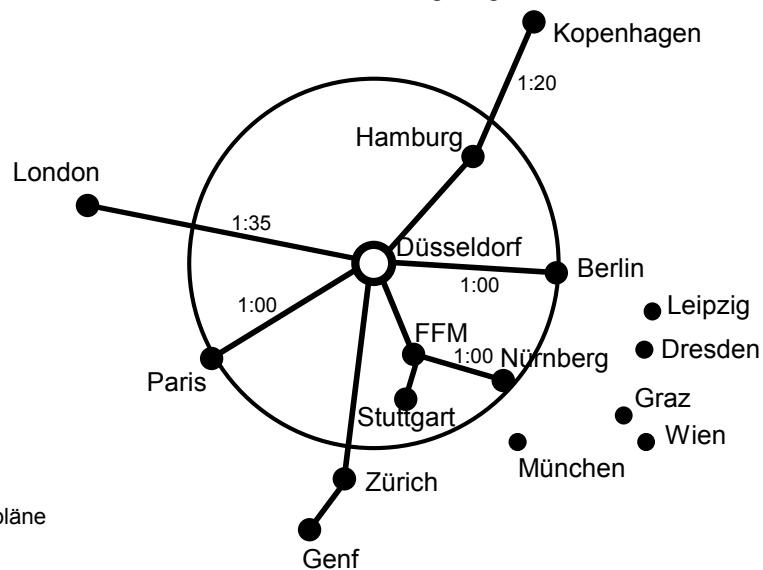 Kopenhagen
1:20
Hamburg
London
1:35
Düsseldorf
Berlin
1:00
1:00
Leipzig
FFM
1:00
Nürnberg
Dresden
Paris
Stuttgart
Graz
Wien
München
Zürich
Genf